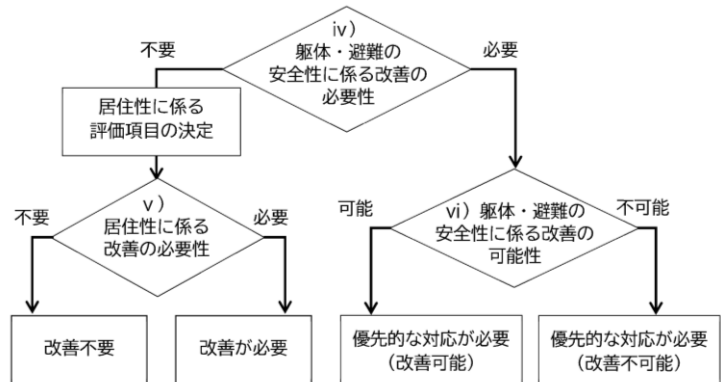 iv）
躯体・避難の
安全性に係る改善の
必要性
不要
必要
居住性に係る
評価項目の決定
v）
居住性に係る
改善の必要性
不要
必要
vi）躯体・避難の
安全性に係る改善の
可能性
可能
不可能
改善不要
改善が必要
優先的な対応が必要
（改善可能）
優先的な対応が必要
（改善不可能）